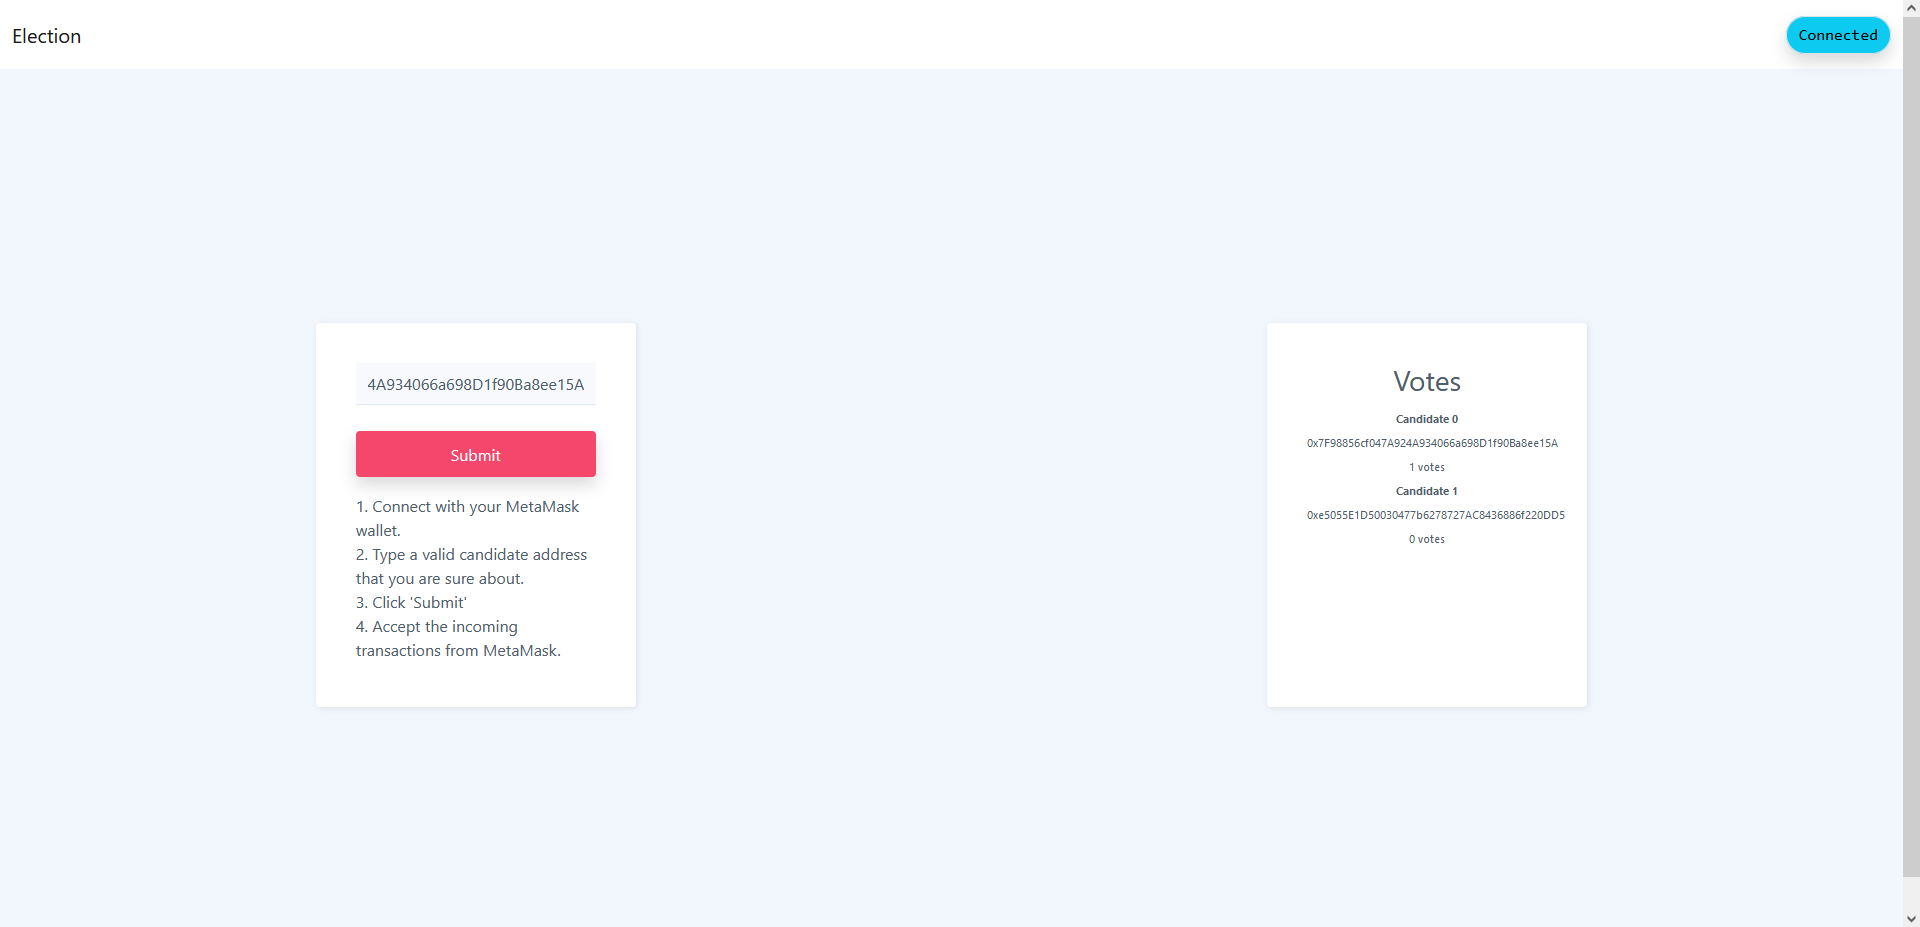 Election
Connected
4A934066a698D1f90Ba8ee15A
Submit
1. Connect with your MetaMask
wallet.
2. Type a valid candidate address
that you are sure about.
3. Click 'Submit'
4. Accept the incoming
transactions from MetaMask.
Votes
Candidate 0
0x7F98856cf047A924A934066a698D1f90Ba8ee15A
1 votes
Candidate 1
0xe5055E1D50030477b6278727AC8436886f220DD5
0 votes